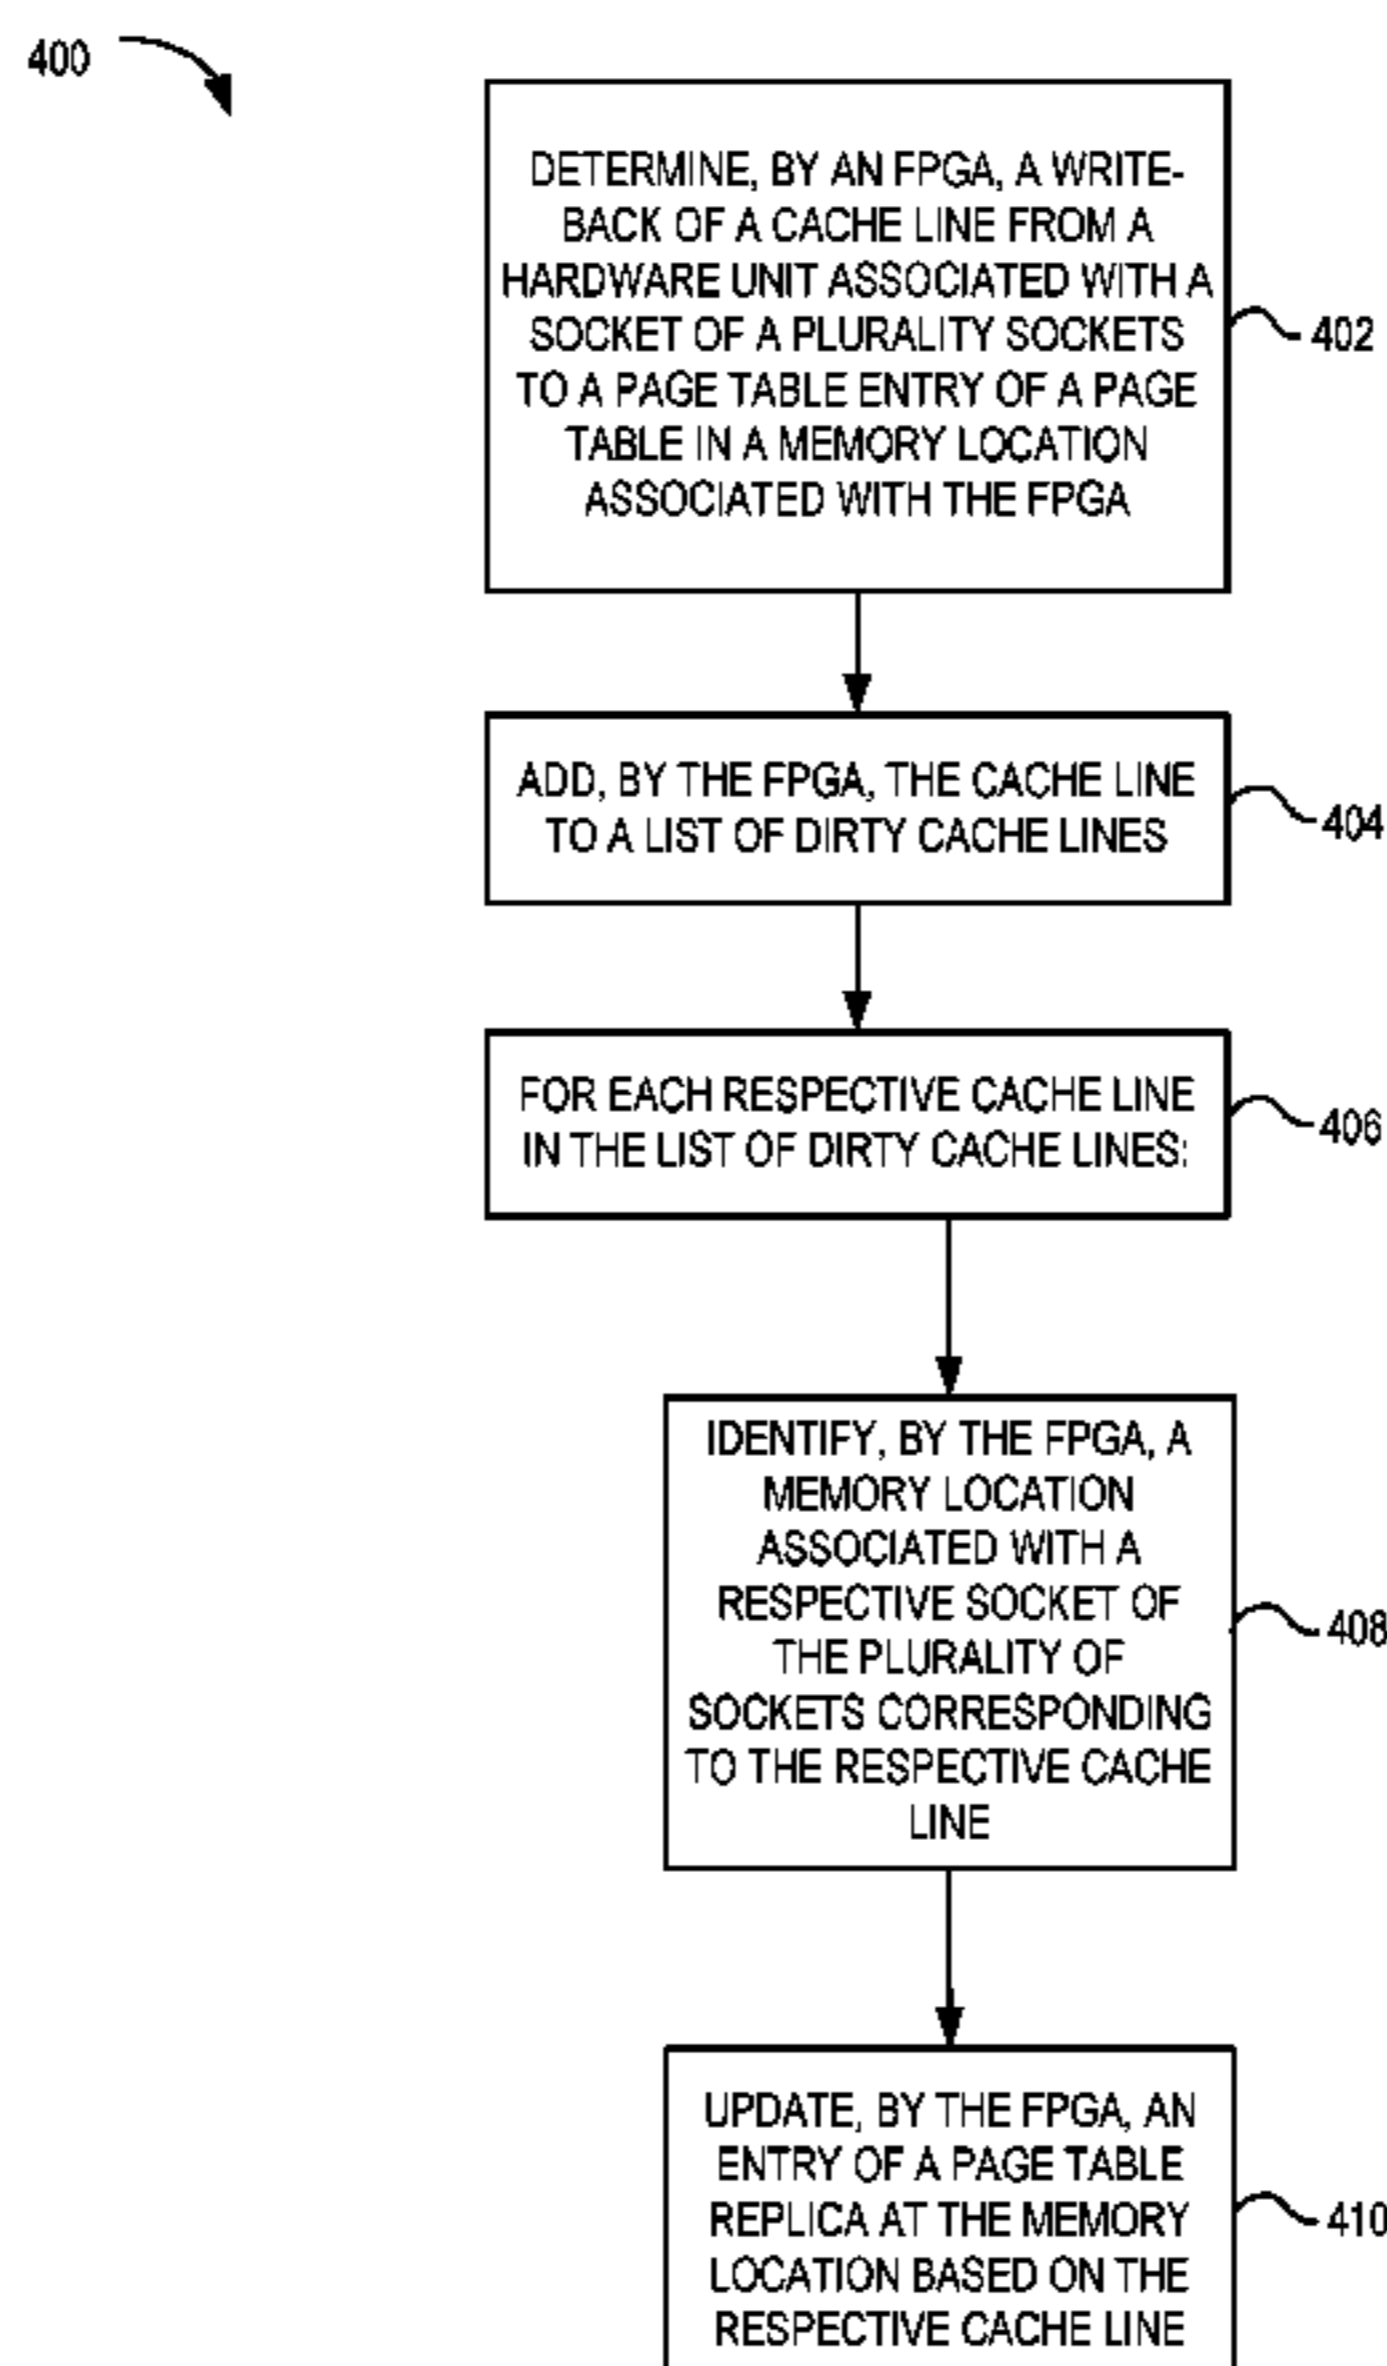 400
DETERMINE, BY AN FPGA, A WRITE-
BACK OF A CACHE LINE FROM A
HARDWARE UNIT ASSOCIATED WITH A
SOCKET OF A PLURALITY SOCKETS
TO A PAGE TABLE ENTRY OF A PAGE
TABLE IN A MEMORY LOCATION
ASSOCIATED WITH THE FPGA
402
ADD, BY THE FPGA, THE CACHE LINE
TO A LIST OF DIRTY CACHE LINES
404
FOR EACH RESPECTIVE CACHE LINE
IN THE LIST OF DIRTY CACHE LINES:
406
IDENTIFY, BY THE FPGA, A
MEMORY LOCATION
ASSOCIATED WITH A
RESPECTIVE SOCKET OF
THE PLURALITY OF
SOCKETS CORRESPONDING
TO THE RESPECTIVE CACHE
LINE
408
UPDATE, BY THE FPGA, AN
ENTRY OF A PAGE TABLE
REPLICA AT THE MEMORY
LOCATION BASED ON THE
RESPECTIVE CACHE LINE
410